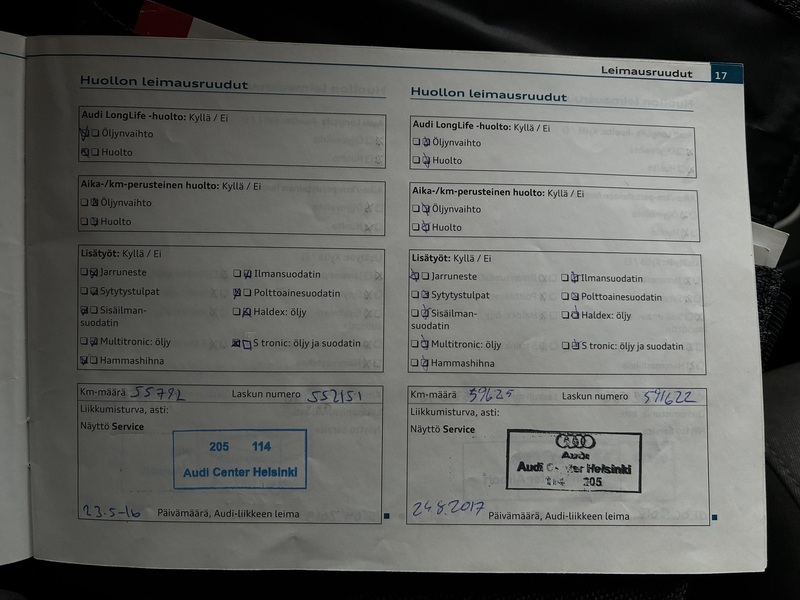 Leimausruudut 17
Huollon leimausruudut
Audi LongLife -huolto: Kyllä / Ei
Öljynvaihto
Huolto
Aika-/km-perusteinen huolto: Kyllä / Ei
Öljynvaihto
Huolto
Lisätyöt: Kyllä / Ei
Jarruneste Ilmansuodatin
Sytytystulpat Polttoainesuodatin
Sisäilman- Haldex: öljy
suodatin
Multitronic: öljy S tronic: öljy ja suodatin
Hammashihna
Km-määrä 55792 Laskun numero 552151
Liikkumisturva, asti:
Näyttö Service
205 114
Audi Center Helsinki
23.5-16 Päivämäärä, Audi-liikkeen leima
Huollon leimausruudut
Audi LongLife -huolto: Kyllä / Ei
Öljynvaihto
Huolto
Aika-/km-perusteinen huolto: Kyllä / Ei
Öljynvaihto
Huolto
Lisätyöt: Kyllä / Ei
Jarruneste Ilmansuodatin
Sytytystulpat Polttoainesuodatin
Sisäilman- Haldex: öljy
suodatin
Multitronic: öljy S tronic: öljy ja suodatin
Hammashihna
Km-määrä 59625 Laskun numero 591622
Liikkumisturva, asti:
Näyttö Service
Audi
Audi Center Helsinki
205
24.8.2017 Päivämäärä, Audi-liikkeen leima